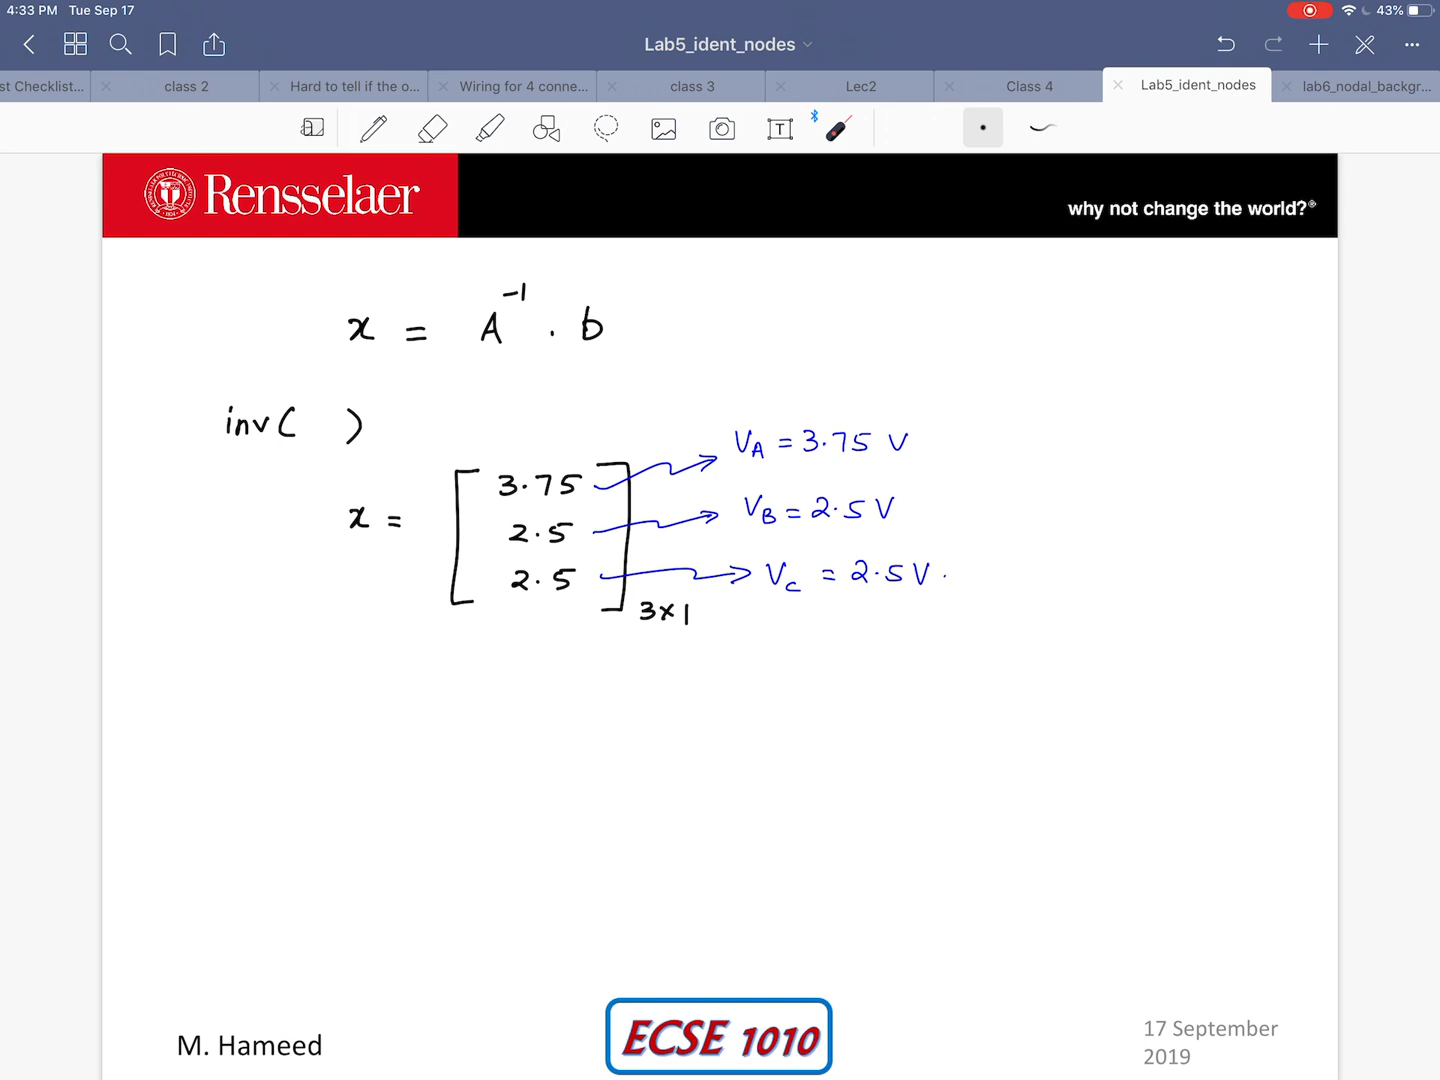 4:33 PM Tue Sep 17 43%
Lab5_ident_nodes
st Checklist... class 2 Hard to tell if the o... Wiring for 4 conne... class 3 Lec2 Class 4 Lab5_ident_nodes lab6_nodal_backgr...
Rensselaer
why not change the world?®
x = A⁻¹ . b
inv( )
x = [ 3.75 2.5 2.5 ] 3×1
V_A = 3.75 V
V_B = 2.5 V
V_C = 2.5 V.
M. Hameed
ECSE 1010
17 September
2019